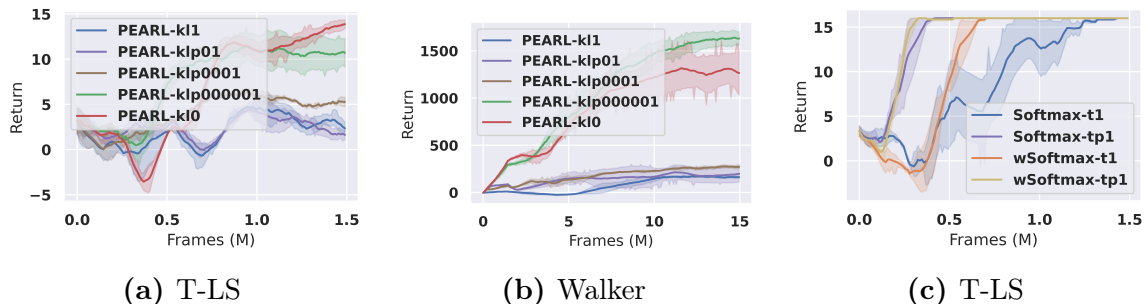 15
10
5
0
−5
Return
PEARL-kl1
PEARL-klp01
PEARL-klp0001
PEARL-klp000001
PEARL-kl0
0.0 0.5 1.0 1.5
Frames (M)
(a) T-LS
1500
1000
500
0
Return
PEARL-kl1
PEARL-klp01
PEARL-klp0001
PEARL-klp000001
PEARL-kl0
0 5 10 15
Frames (M)
(b) Walker
15
10
5
0
Return
Softmax-t1
Softmax-tp1
wSoftmax-t1
wSoftmax-tp1
0.0 0.5 1.0 1.5
Frames (M)
(c) T-LS